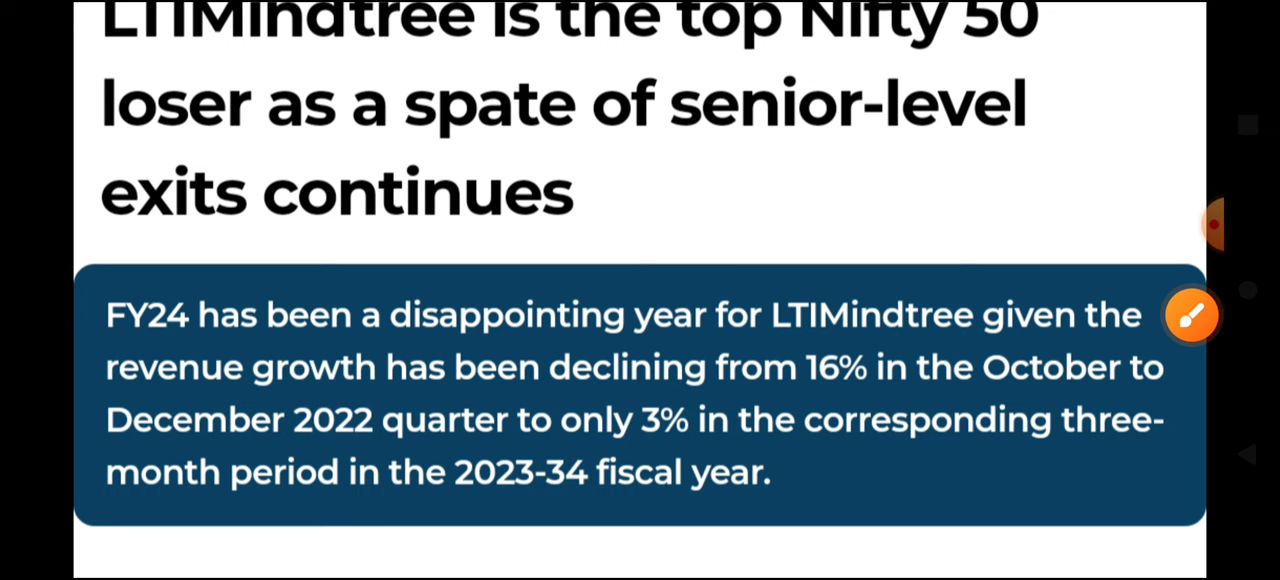 LTIMindtree is the top Nifty 50
loser as a spate of senior-level
exits continues
FY24 has been a disappointing year for LTIMindtree given the
revenue growth has been declining from 16% in the October to
December 2022 quarter to only 3% in the corresponding three-
month period in the 2023-34 fiscal year.